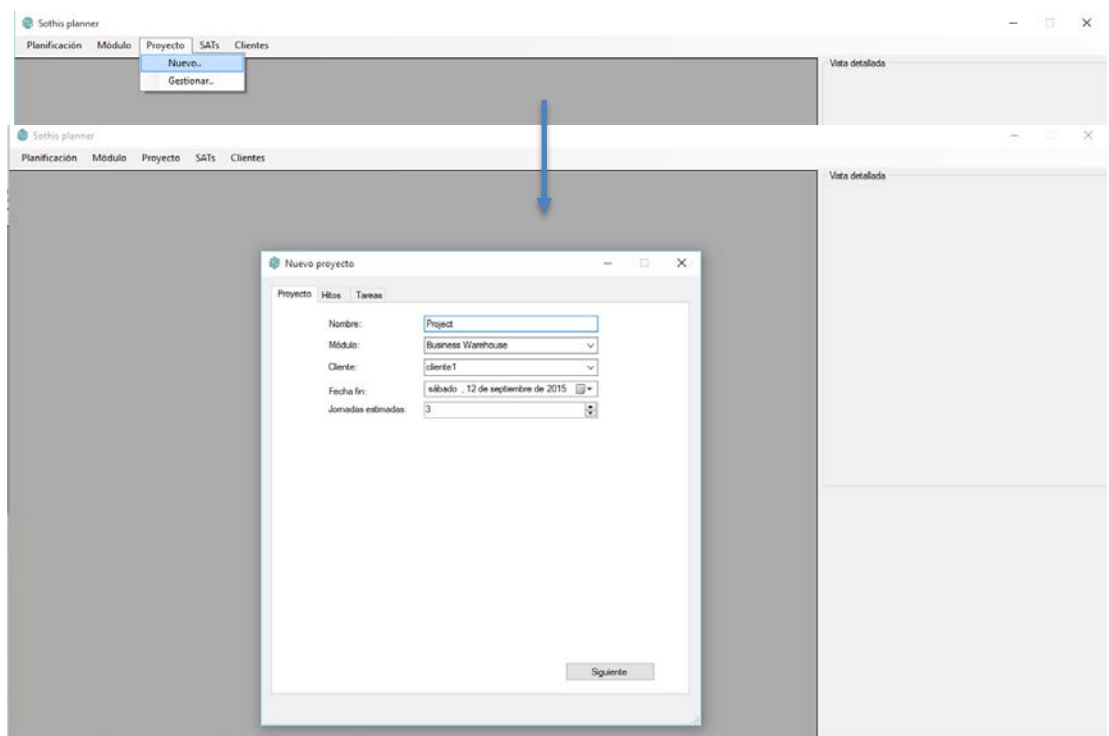 Sothis planner
Planificación Módulo Proyecto SATs Clientes
Nuevo..
Gestionar..
Vista detallada
Sothis planner
Planificación Módulo Proyecto SATs Clientes
Vista detallada
Nuevo proyecto
Proyecto Hitos Tareas
Nombre: Project
Módulo: Business Warehouse
Cliente: cliente1
Fecha fin: sábado , 12 de septiembre de 2015
Jornadas estimadas: 3
Siguiente